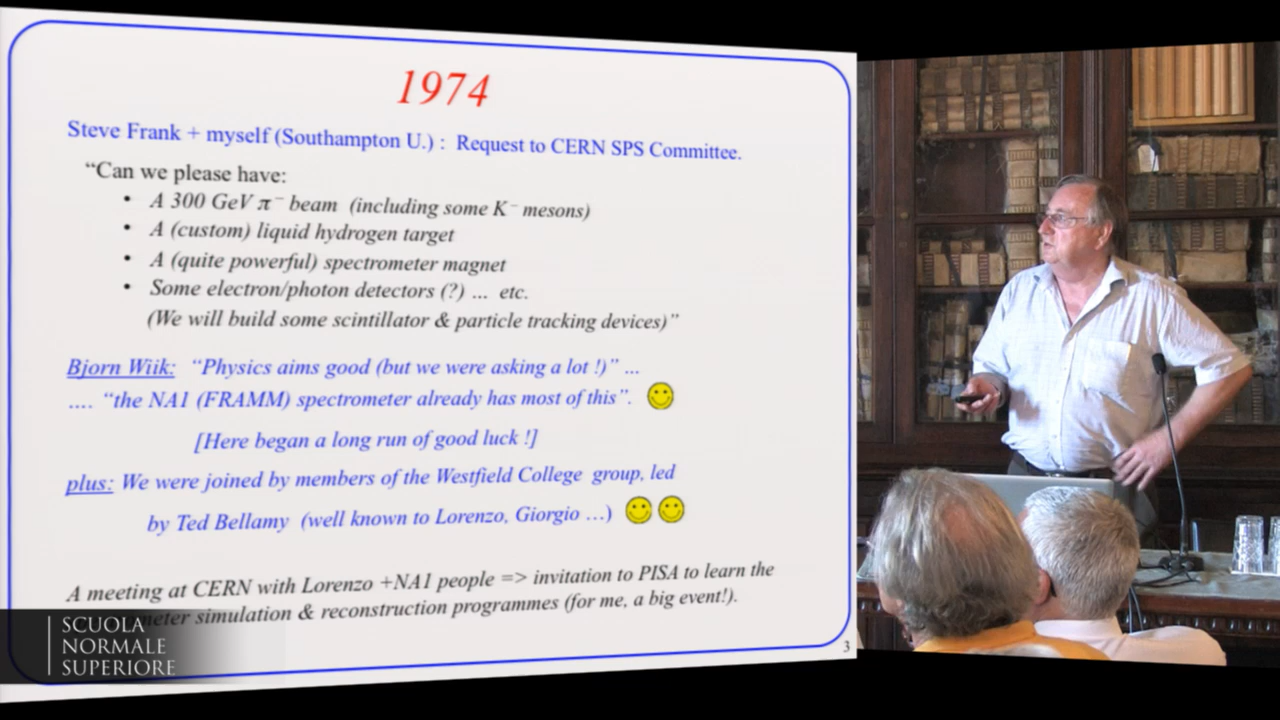 1974
Steve Frank + myself (Southampton U.) : Request to CERN SPS Committee.
“Can we please have:
• A 300 GeV π⁻ beam (including some K⁻ mesons)
• A (custom) liquid hydrogen target
• A (quite powerful) spectrometer magnet
• Some electron/photon detectors (?) ... etc.
(We will build some scintillator & particle tracking devices)”
Bjorn Wiik: “Physics aims good (but we were asking a lot !)” ...
.... “the NA1 (FRAMM) spectrometer already has most of this”.
[Here began a long run of good luck !]
plus: We were joined by members of the Westfield College group, led
by Ted Bellamy (well known to Lorenzo, Giorgio …)
A meeting at CERN with Lorenzo +NA1 people => invitation to PISA to learn the
simulation & reconstruction programmes (for me, a big event!).
3
SCUOLA
NORMALE
SUPERIORE